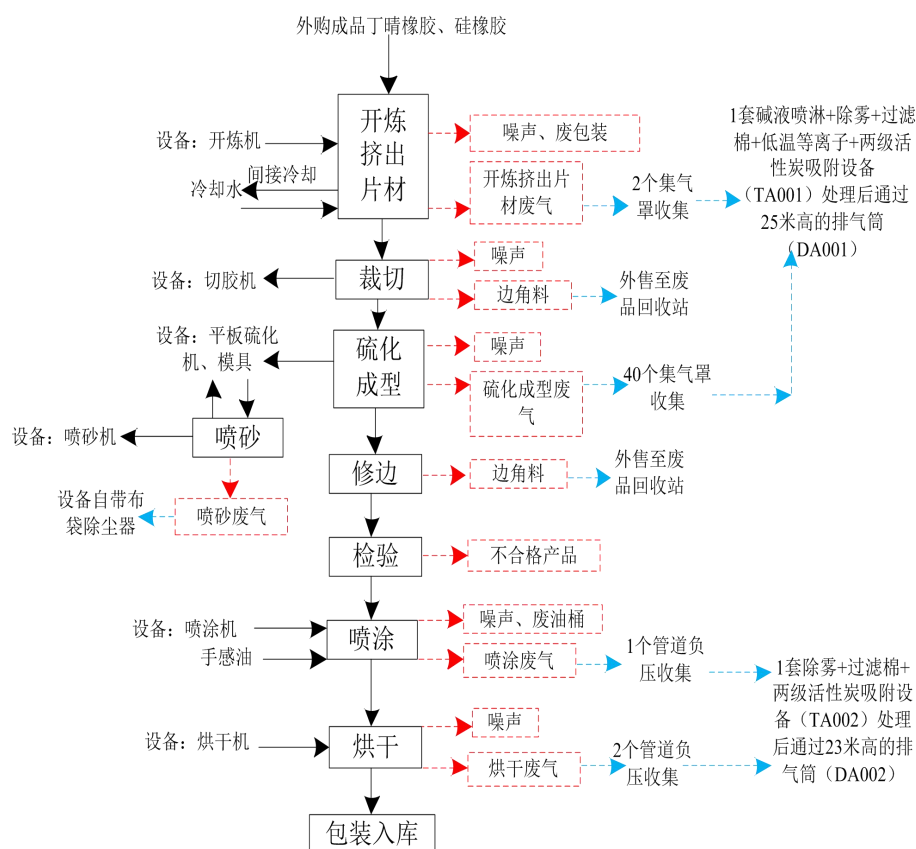 外购成品丁晴橡胶、硅橡胶
开炼
挤出
片材
设备：开炼机
间接冷却
冷却水
噪声、废包装
开炼挤出片
材废气
2个集气
罩收集
1套碱液喷淋+除雾+过滤
棉+低温等离子+两级活
性炭吸附设备
（TA001）处理后通过
25米高的排气筒
（DA001）
裁切
设备：切胶机
噪声
边角料
外售至废
品回收站
硫化
成型
设备：平板硫化
机、模具
噪声
硫化成型废
气
40个集气罩
收集
喷砂
设备：喷砂机
喷砂废气
设备自带布
袋除尘器
修边
边角料
外售至废
品回收站
检验
不合格产品
喷涂
设备：喷涂机
手感油
噪声、废油桶
喷涂废气
1个管道负
压收集
1套除雾+过滤棉+
两级活性炭吸附设
备（TA002）处理
后通过23米高的排
气筒（DA002）
烘干
设备：烘干机
噪声
烘干废气
2个管道负
压收集
包装入库